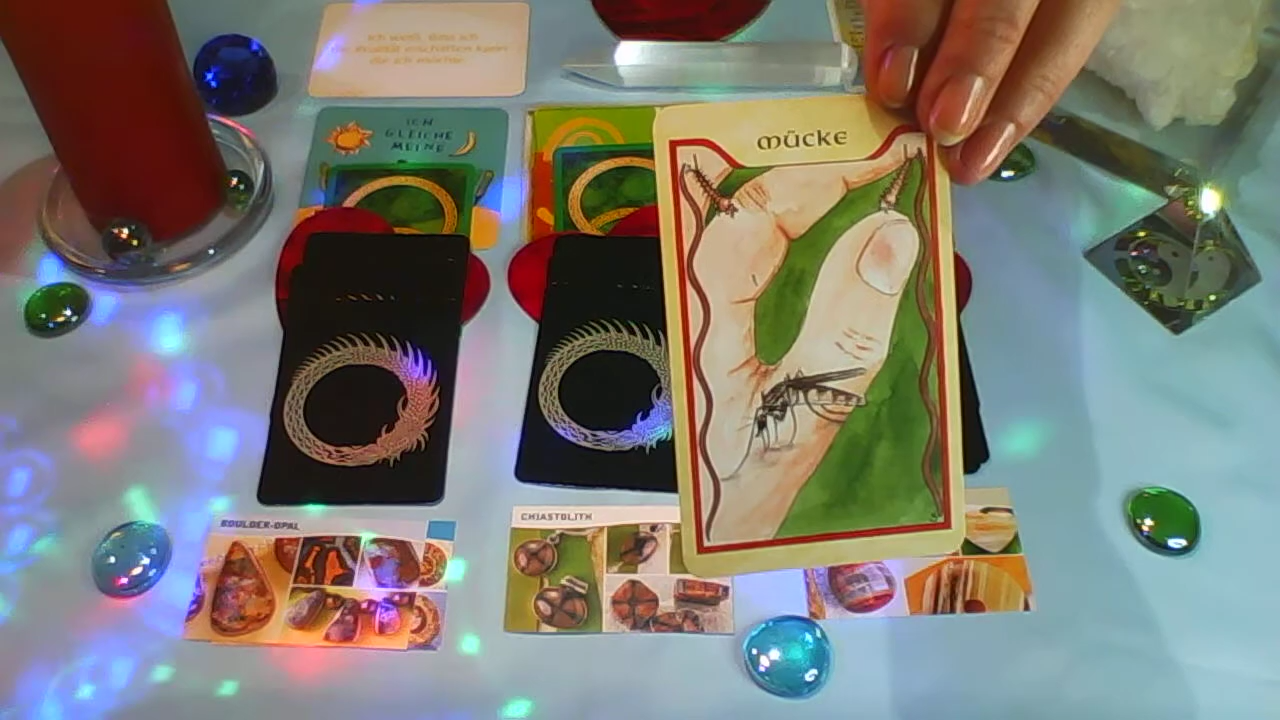 Ich weiß, dass ich
die Realität erschaffen kann
die ich möchte.
ICH
GLEICHE
MEINE
MÜCKE
BOULDER-OPAL
CHIASTOLITH